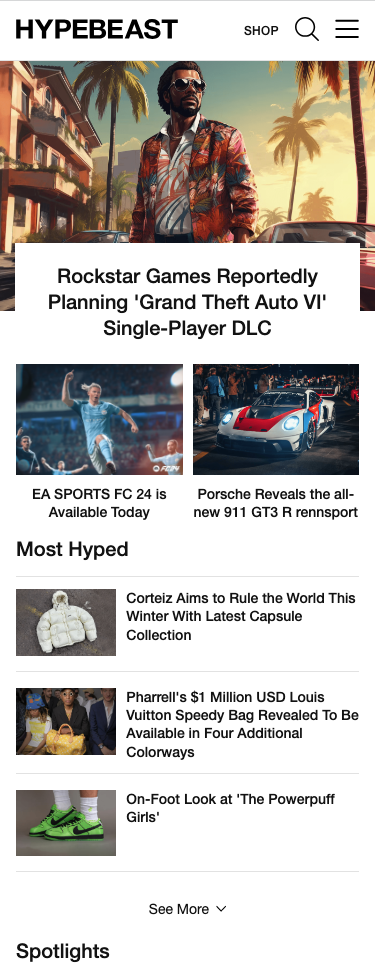 HYPEBEAST
SHOP
Rockstar Games Reportedly
Planning 'Grand Theft Auto VI'
Single-Player DLC
FC24
EA SPORTS FC 24 is
Available Today
Porsche Reveals the all-
new 911 GT3 R rennsport
Most Hyped
Corteiz Aims to Rule the World This
Winter With Latest Capsule
Collection
Pharrell's $1 Million USD Louis
Vuitton Speedy Bag Revealed To Be
Available in Four Additional
Colorways
On-Foot Look at 'The Powerpuff
Girls'
See More
Spotlights